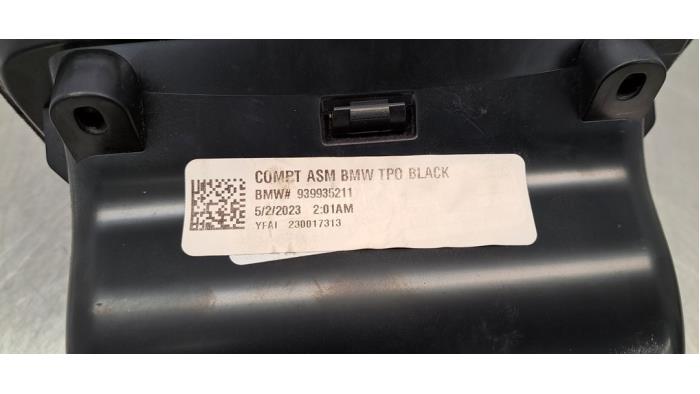 COMPT ASM BMW TPO BLACK
BMW# 939935211
5/2/2023 2:01AM
YFAI 230017313